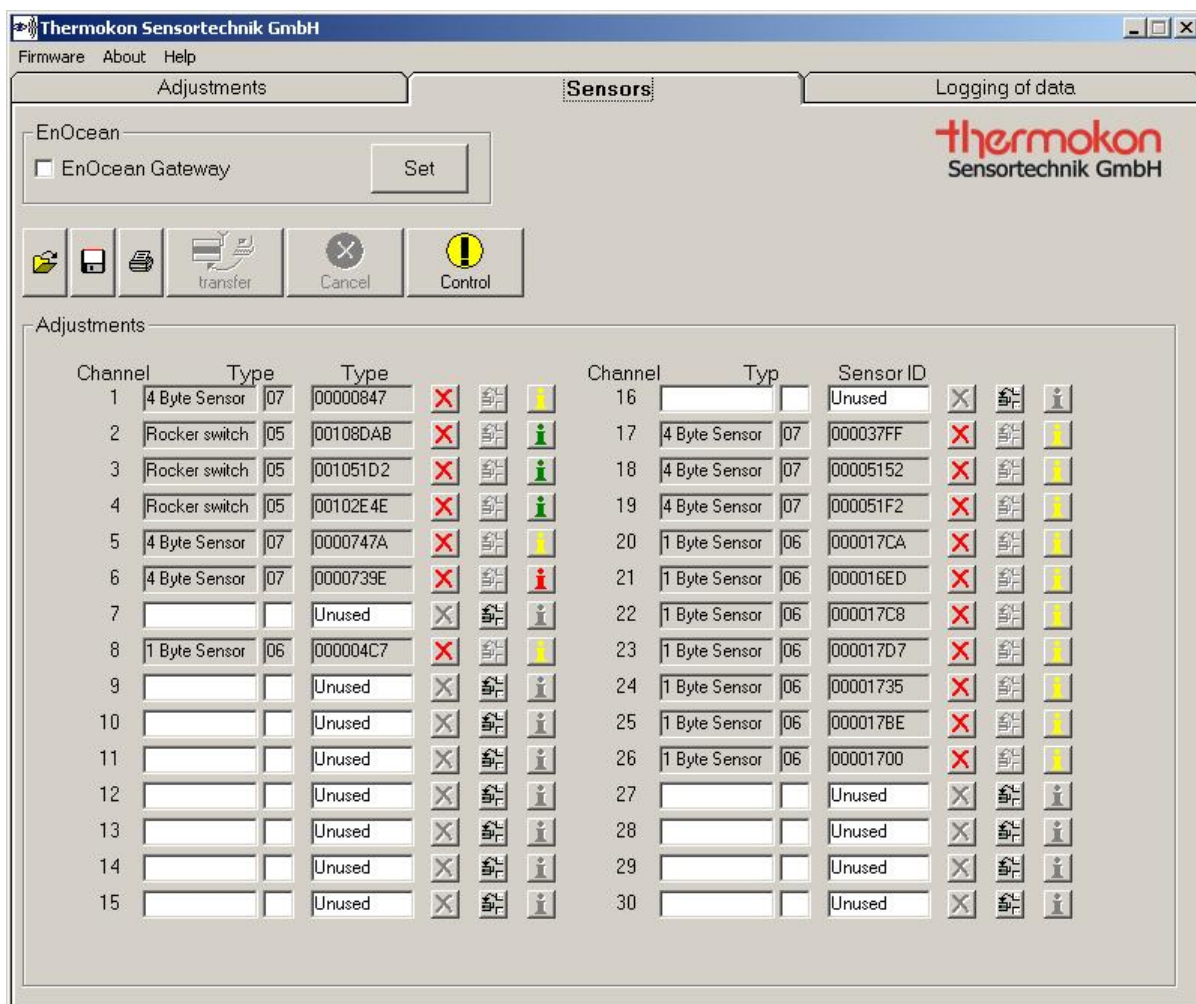 Thermokon Sensortechnik GmbH
Firmware About Help
Adjustments Sensors Logging of data
EnOcean
EnOcean Gateway Set
thermokon
Sensortechnik GmbH
transfer Cancel Control
Adjustments
Channel Type Type Channel Typ Sensor ID
1 4 Byte Sensor 07 00000847 16 Unused
2 Rocker switch 05 00108DAB 17 4 Byte Sensor 07 000037FF
3 Rocker switch 05 001051D2 18 4 Byte Sensor 07 00005152
4 Rocker switch 05 00102E4E 19 4 Byte Sensor 07 000051F2
5 4 Byte Sensor 07 0000747A 20 1 Byte Sensor 06 000017CA
6 4 Byte Sensor 07 0000739E 21 1 Byte Sensor 06 000016ED
7 Unused 22 1 Byte Sensor 06 000017C8
8 1 Byte Sensor 06 000004C7 23 1 Byte Sensor 06 000017D7
9 Unused 24 1 Byte Sensor 06 00001735
10 Unused 25 1 Byte Sensor 06 000017BE
11 Unused 26 1 Byte Sensor 06 00001700
12 Unused 27 Unused
13 Unused 28 Unused
14 Unused 29 Unused
15 Unused 30 Unused